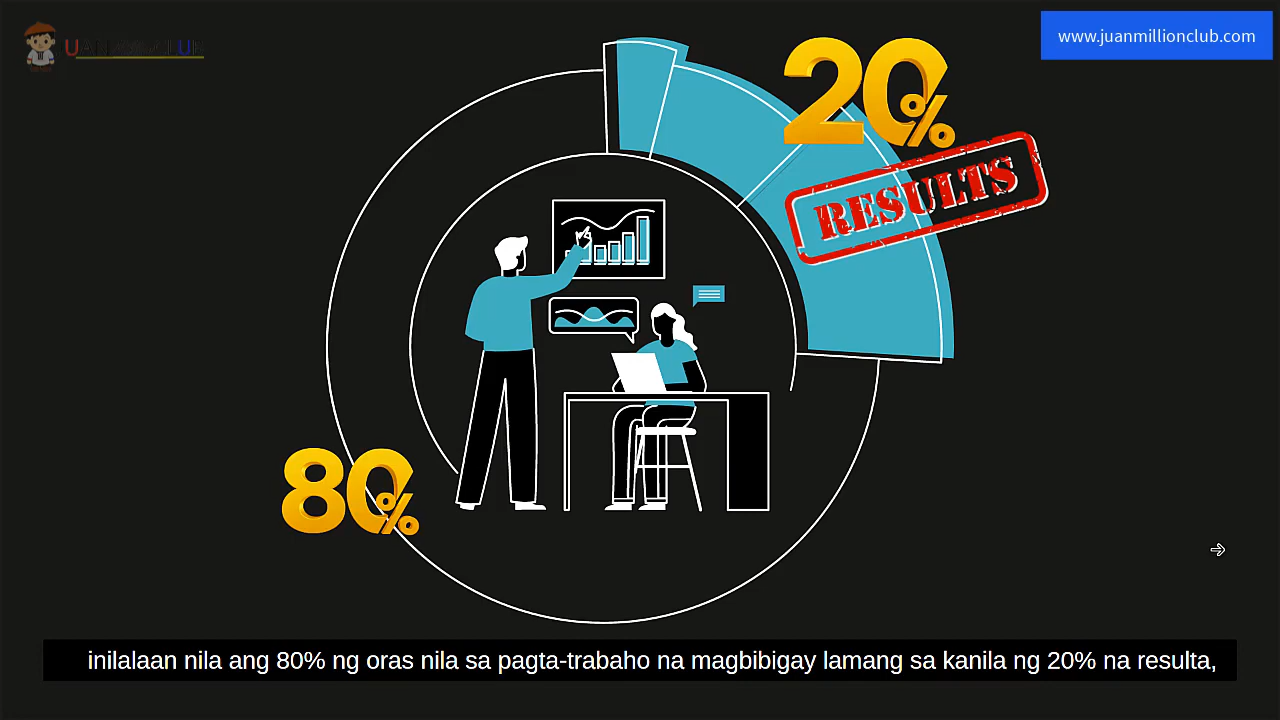 www.juanmillionclub.com
20%
RESULTS
80%
inilalaan nila ang 80% ng oras nila sa pagta-trabaho na magbibigay lamang sa kanila ng 20% na resulta,